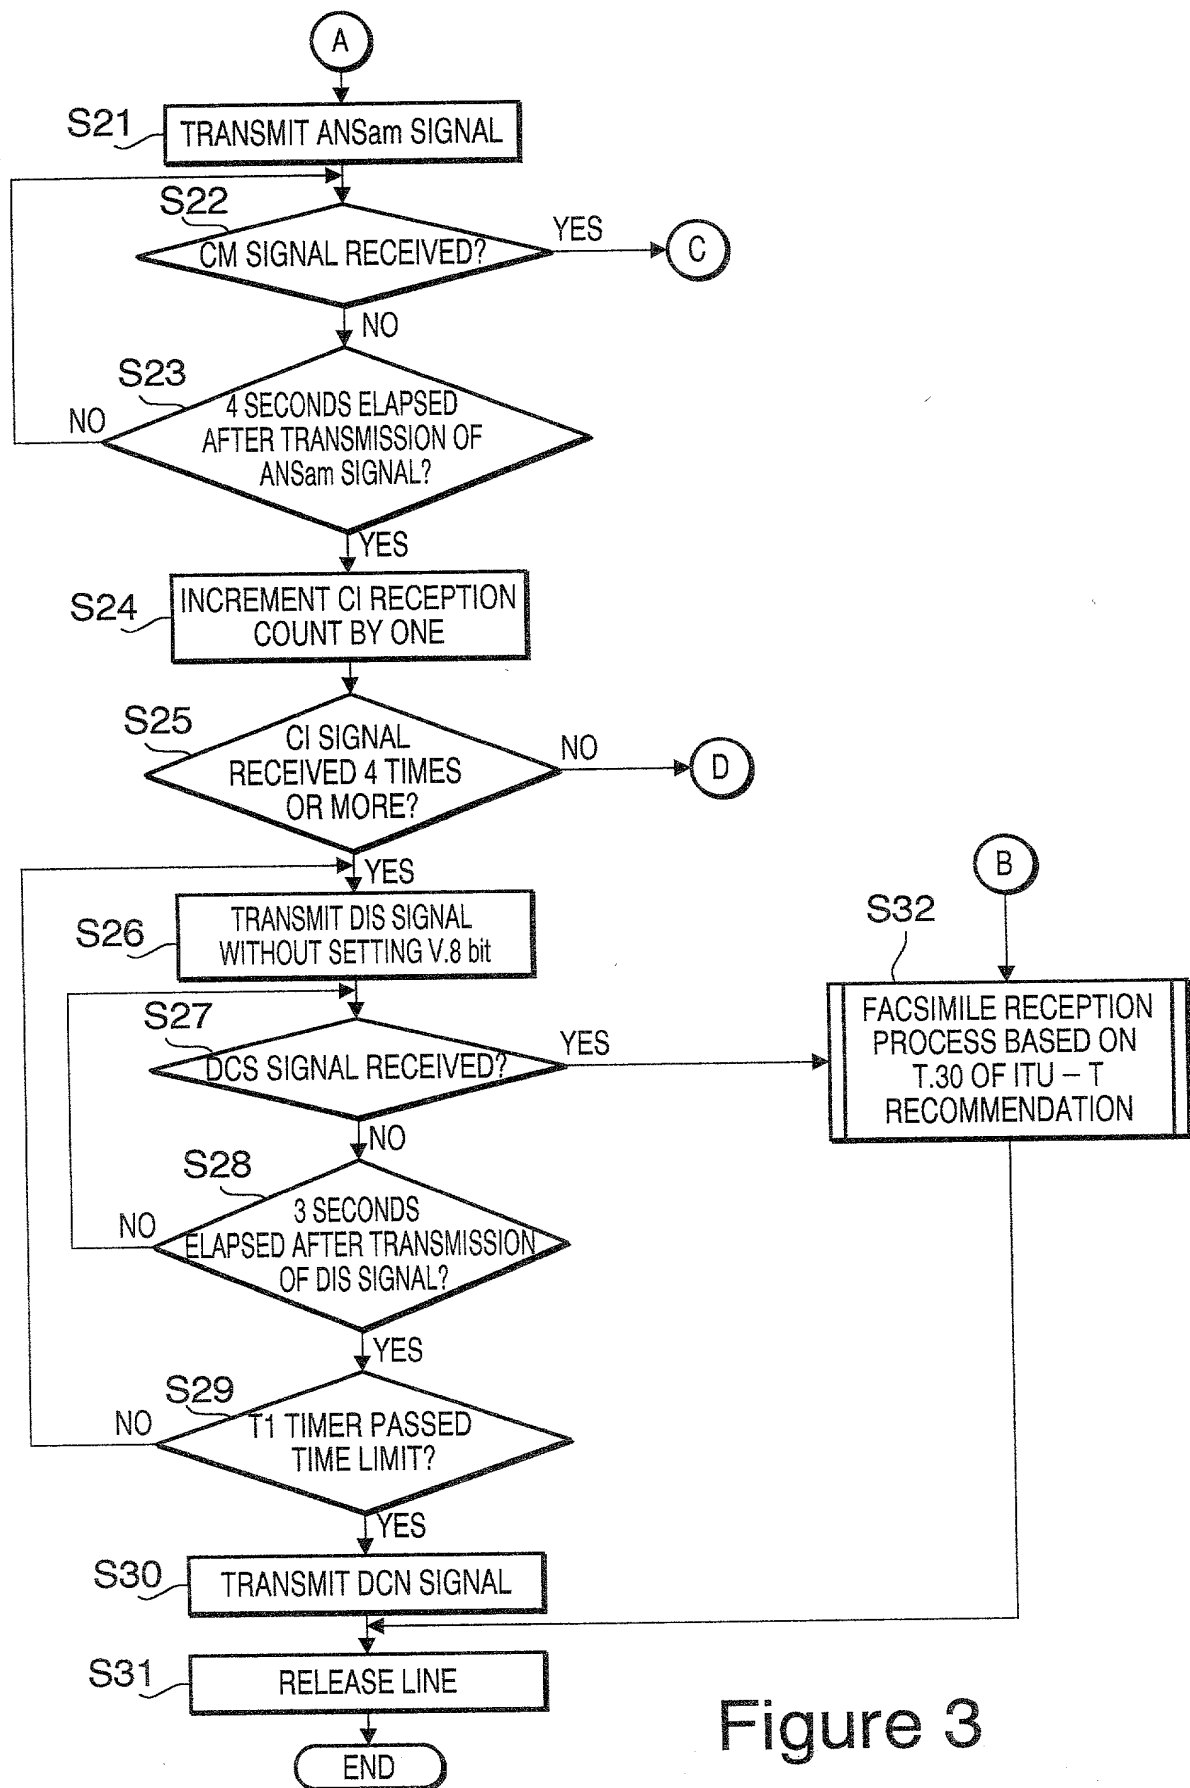 A
S21
TRANSMIT ANSam SIGNAL
S22
CM SIGNAL RECEIVED?
YES
C
NO
S23
4 SECONDS ELAPSED
AFTER TRANSMISSION OF
ANSam SIGNAL?
NO
YES
S24
INCREMENT CI RECEPTION
COUNT BY ONE
S25
CI SIGNAL
RECEIVED 4 TIMES
OR MORE?
NO
D
YES
B
S26
TRANSMIT DIS SIGNAL
WITHOUT SETTING V.8 bit
S32
FACSIMILE RECEPTION
PROCESS BASED ON
T.30 OF ITU – T
RECOMMENDATION
S27
DCS SIGNAL RECEIVED?
YES
NO
S28
3 SECONDS
ELAPSED AFTER TRANSMISSION
OF DIS SIGNAL?
NO
YES
S29
T1 TIMER PASSED
TIME LIMIT?
NO
YES
S30
TRANSMIT DCN SIGNAL
S31
RELEASE LINE
END
Figure 3